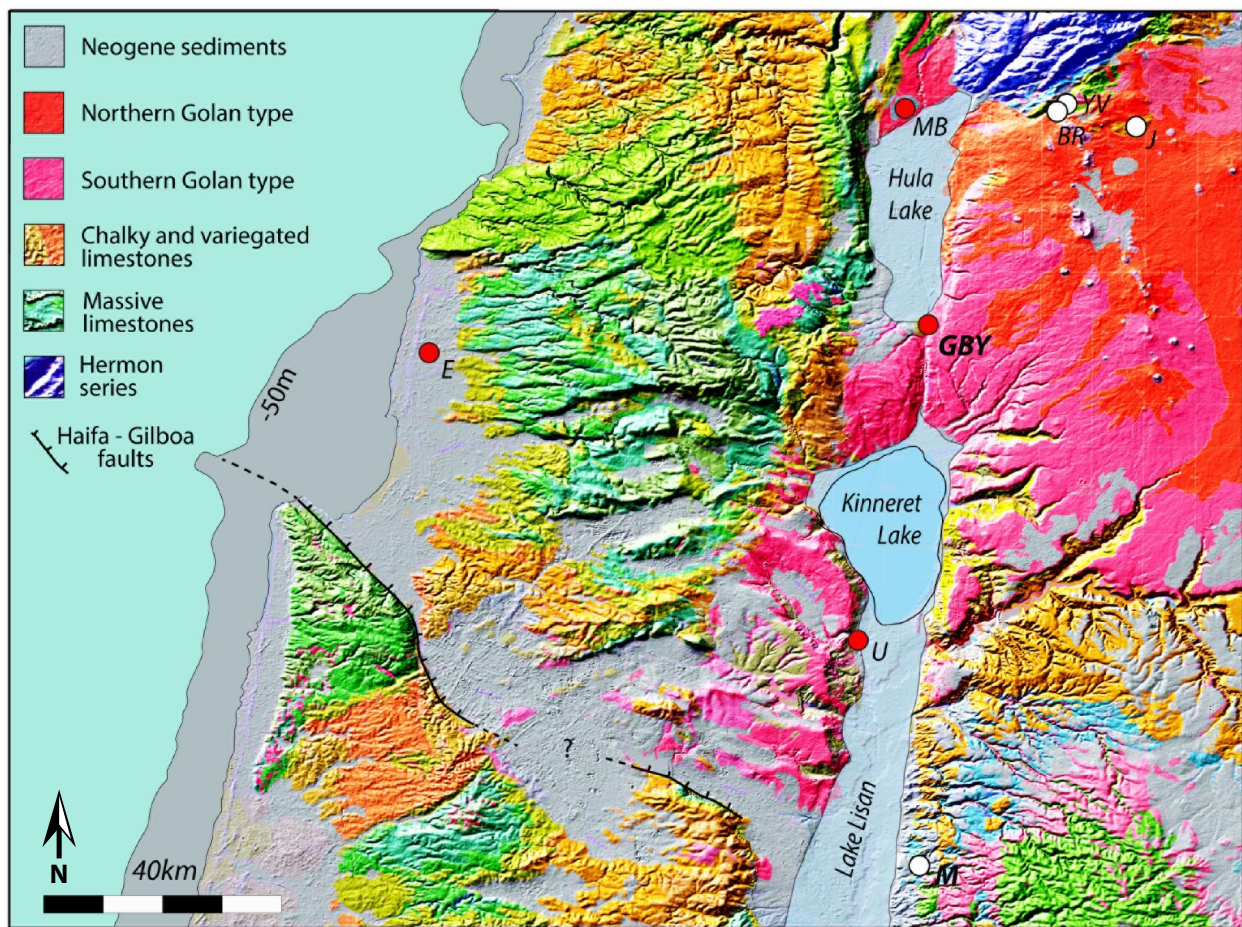 Neogene sediments
Northern Golan type
Southern Golan type
Chalky and variegated
limestones
Massive
limestones
Hermon
series
Haifa - Gilboa
faults
-50m
MB
YV
BR
J
Hula
Lake
GBY
E
Kinneret
Lake
U
?
Lake Lisan
M
N
40km